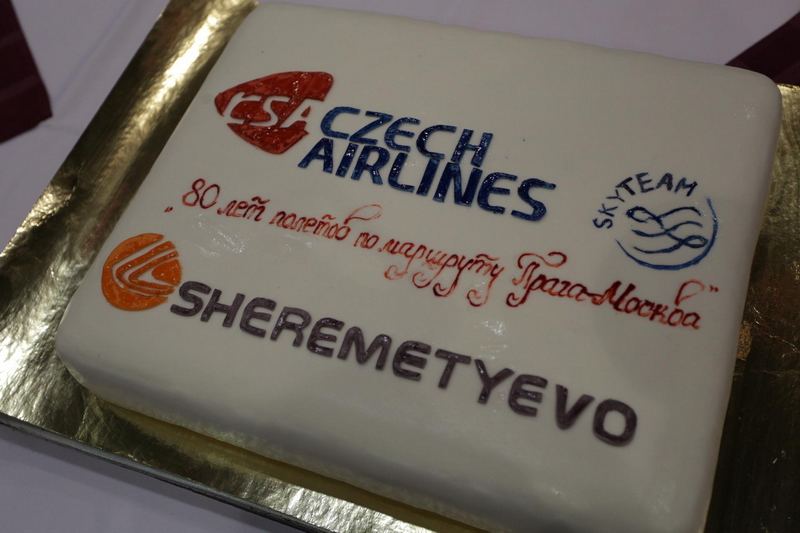 CSA
CZECH
AIRLINES
SKYTEAM
„80 лет полетов по маршруту Прага-Москва"
SHEREMETYEVO